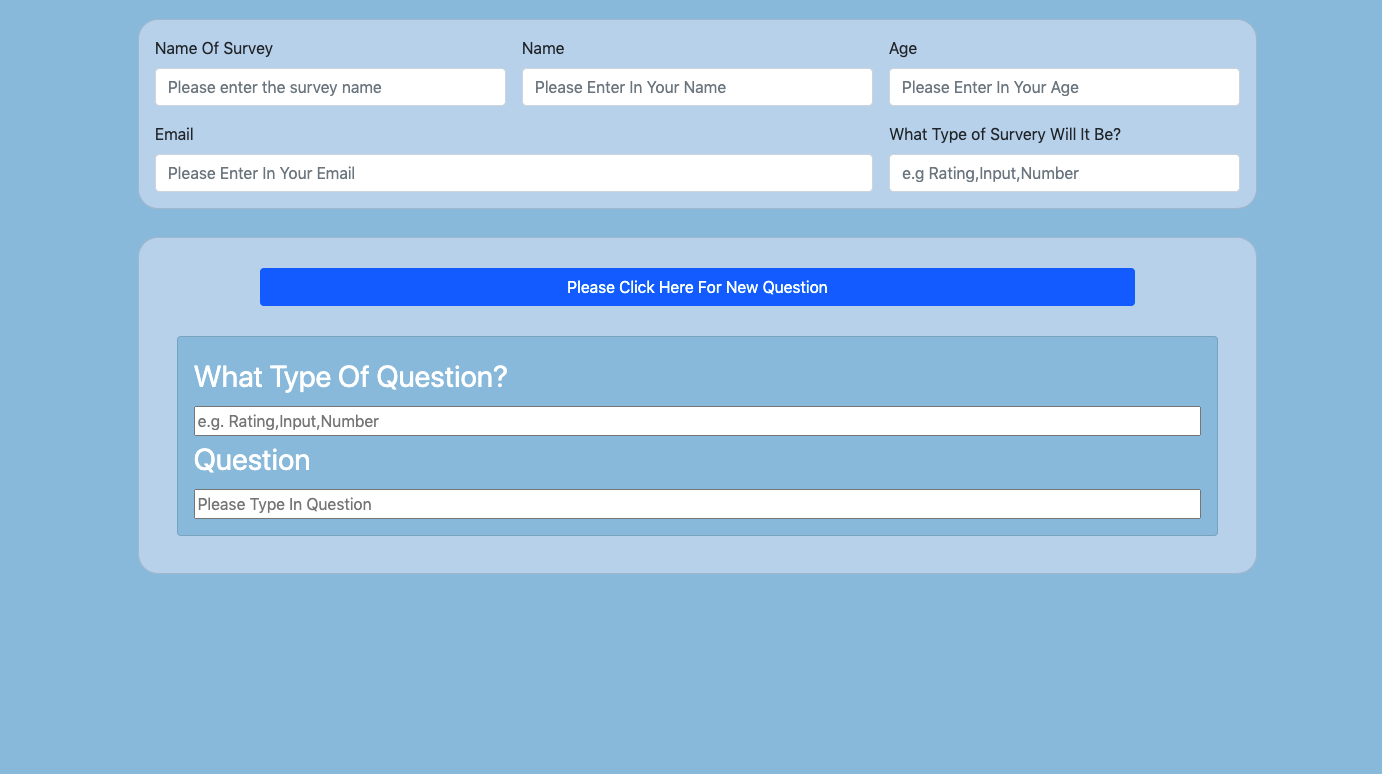 Name Of Survey
Name
Age
Please enter the survey name
Please Enter In Your Name
Please Enter In Your Age
Email
What Type of Survery Will It Be?
Please Enter In Your Email
e.g Rating,Input,Number
Please Click Here For New Question
What Type Of Question?
e.g. Rating,Input,Number
Question
Please Type In Question